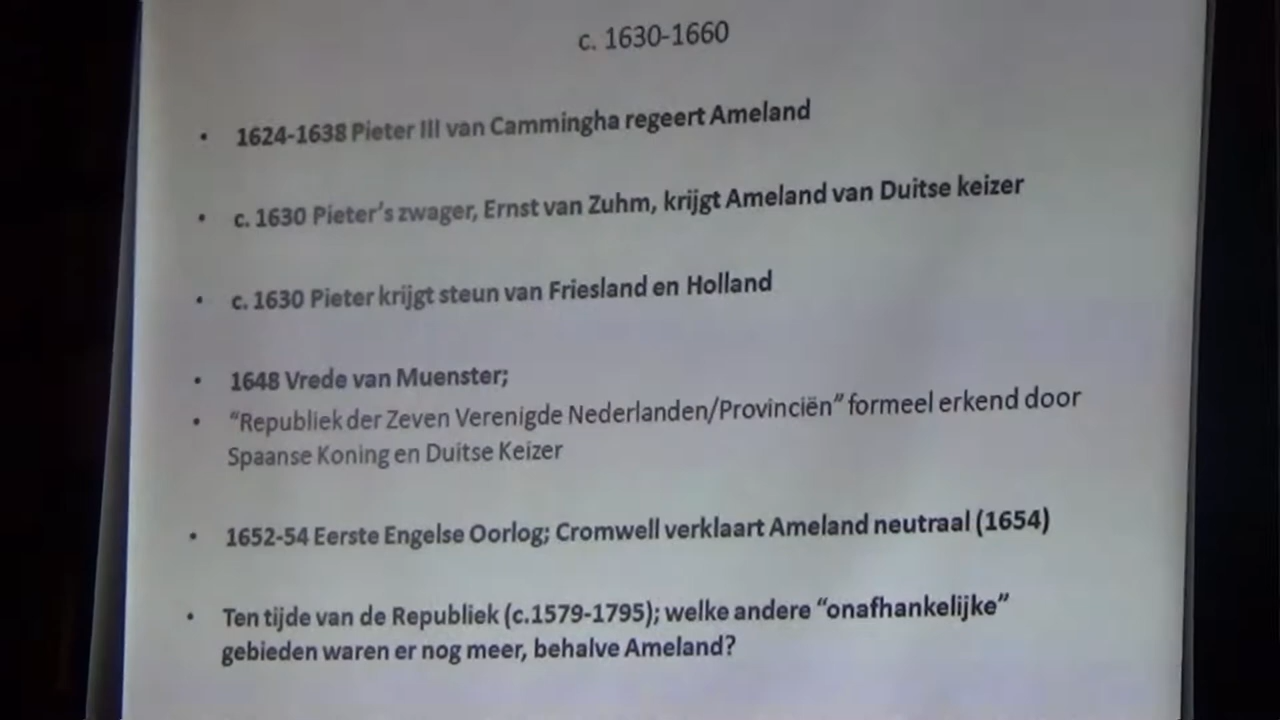 c. 1630-1660
• 1624-1638 Pieter III van Cammingha regeert Ameland
• c. 1630 Pieter's zwager, Ernst van Zuhm, krijgt Ameland van Duitse keizer
• c. 1630 Pieter krijgt steun van Friesland en Holland
• 1648 Vrede van Muenster;
• “Republiek der Zeven Verenigde Nederlanden/Provinciën” formeel erkend door
Spaanse Koning en Duitse Keizer
• 1652-54 Eerste Engelse Oorlog; Cromwell verklaart Ameland neutraal (1654)
• Ten tijde van de Republiek (c.1579-1795); welke andere “onafhankelijke”
gebieden waren er nog meer, behalve Ameland?